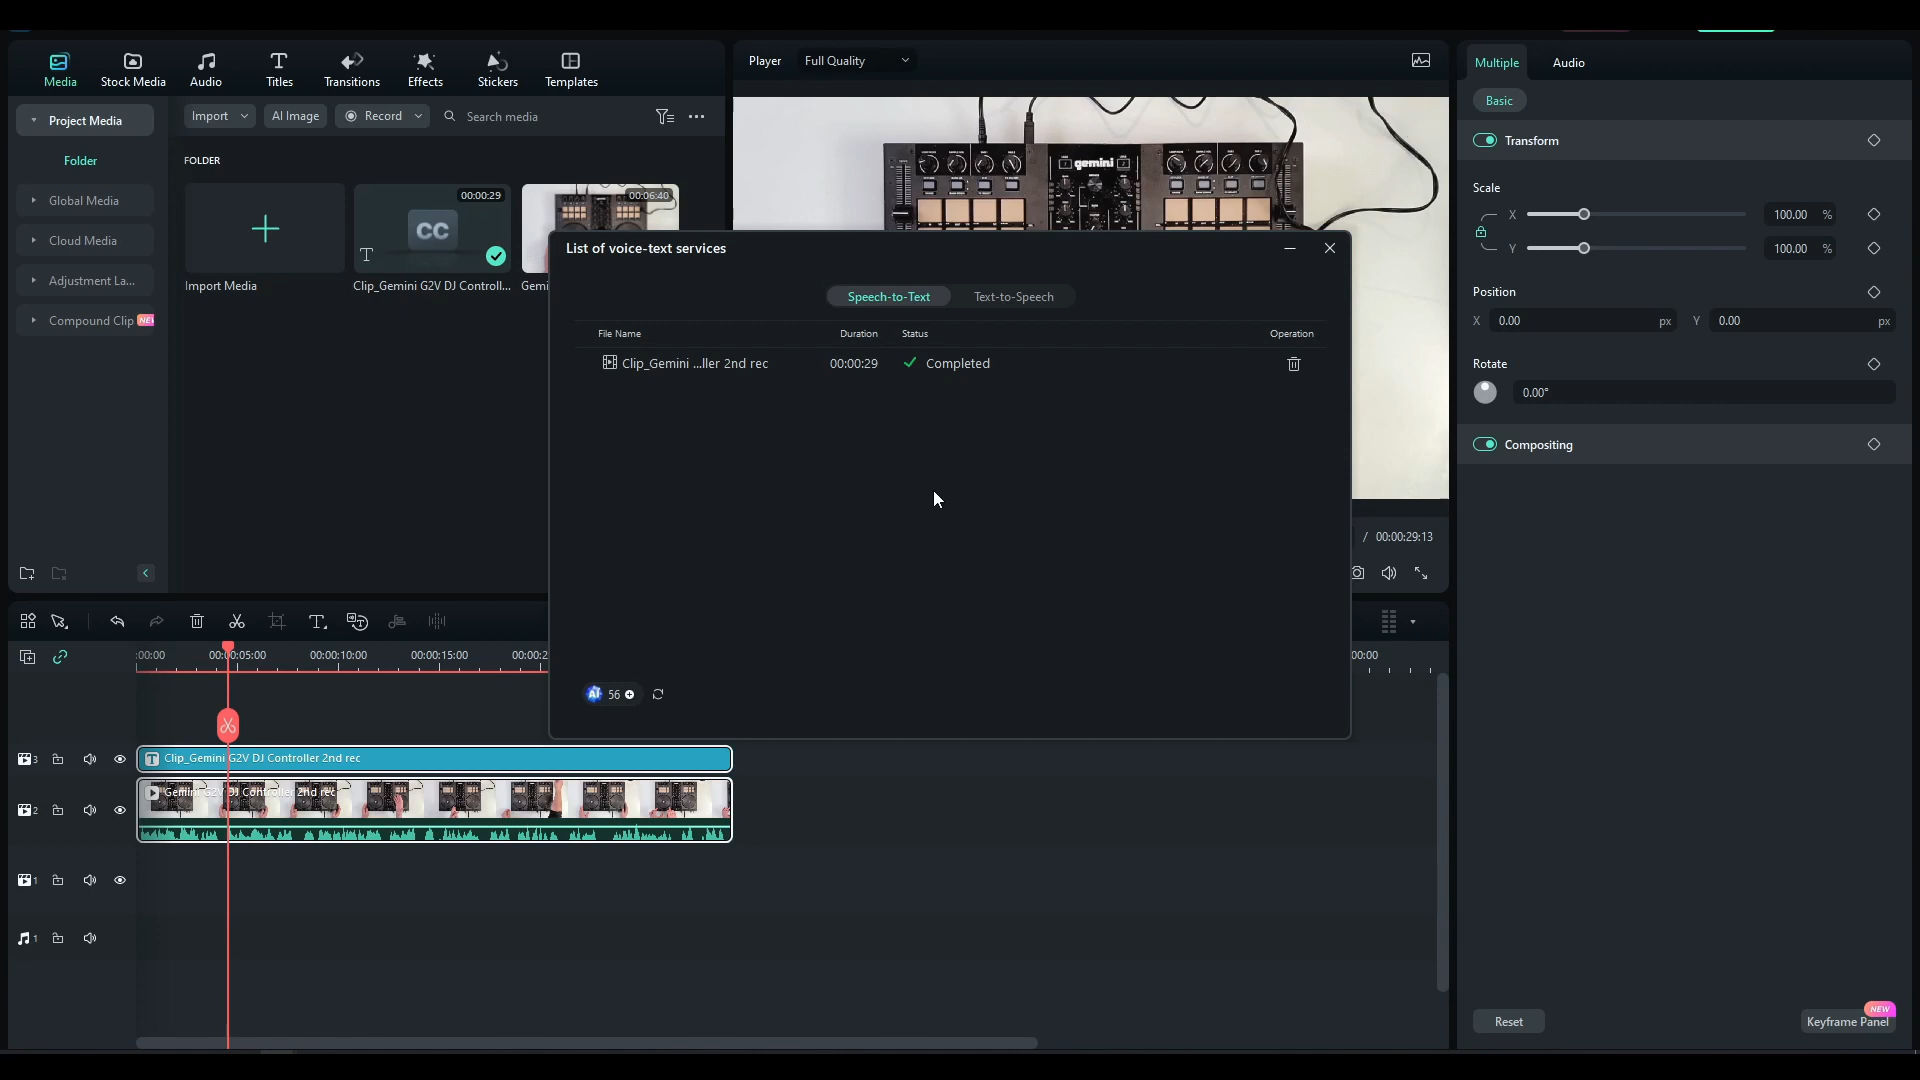 Media
Stock Media
Audio
Titles
Transitions
Effects
Stickers
Templates
Player
Full Quality
Multiple
Audio
Project Media
Import
AI Image
Record
Search media
Basic
Folder
FOLDER
Transform
Global Media
00:00:29
CC
T
00:06:40
gemini
Scale
X
100.00
%
Cloud Media
Y
100.00
%
Adjustment La...
Import Media
Clip_Gemini G2V DJ Controll...
Gemi
List of voice-text services
Speech-to-Text
Text-to-Speech
Position
Compound Clip
X
0.00
px
Y
0.00
px
File Name
Duration
Status
Operation
Clip_Gemini ...ller 2nd rec
00:00:29
Completed
Rotate
0.00°
Compositing
/ 00:00:29:13
:00:00
00:00:05:00
00:00:10:00
00:00:15:00
00:00:2
00:00
AI 56
3
T
Clip_Gemini G2V DJ Controller 2nd rec
2
Gemini G2V DJ Controller 2nd rec
1
1
Reset
NEW
Keyframe Panel